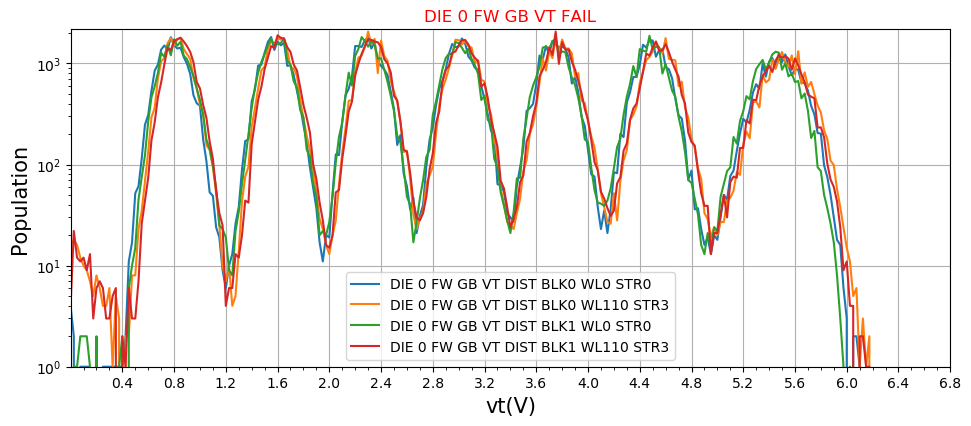 DIE 0 FW GB VT FAIL
Population
10³
10²
10¹
10⁰
DIE 0 FW GB VT DIST BLK0 WL0 STR0
DIE 0 FW GB VT DIST BLK0 WL110 STR3
DIE 0 FW GB VT DIST BLK1 WL0 STR0
DIE 0 FW GB VT DIST BLK1 WL110 STR3
0.4 0.8 1.2 1.6 2.0 2.4 2.8 3.2 3.6 4.0 4.4 4.8 5.2 5.6 6.0 6.4 6.8
vt(V)